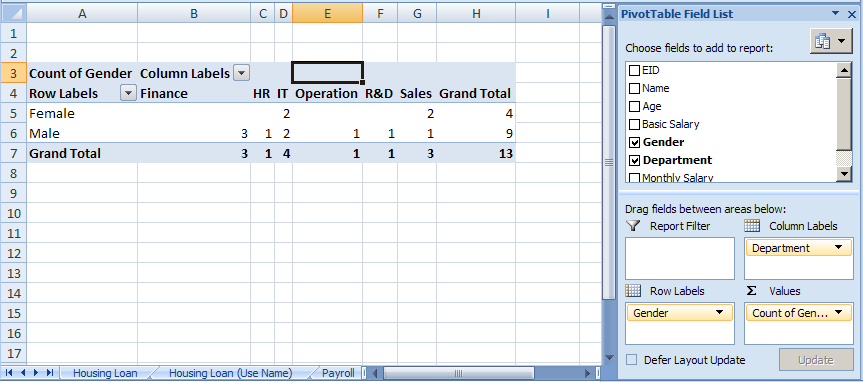 A B C D E F G H I
1
2
3 Count of Gender Column Labels
4 Row Labels Finance HR IT Operation R&D Sales Grand Total
5 Female 2 2 4
6 Male 3 1 2 1 1 1 9
7 Grand Total 3 1 4 1 1 3 13
8
9
10
11
12
13
14
15
16
17
Housing Loan Housing Loan (Use Name) Payroll
PivotTable Field List
Choose fields to add to report:
EID
Name
Age
Basic Salary
Gender
Department
Monthly Salary
Drag fields between areas below:
Report Filter Column Labels
Department
Row Labels Σ Values
Gender Count of Gen...
Defer Layout Update Update